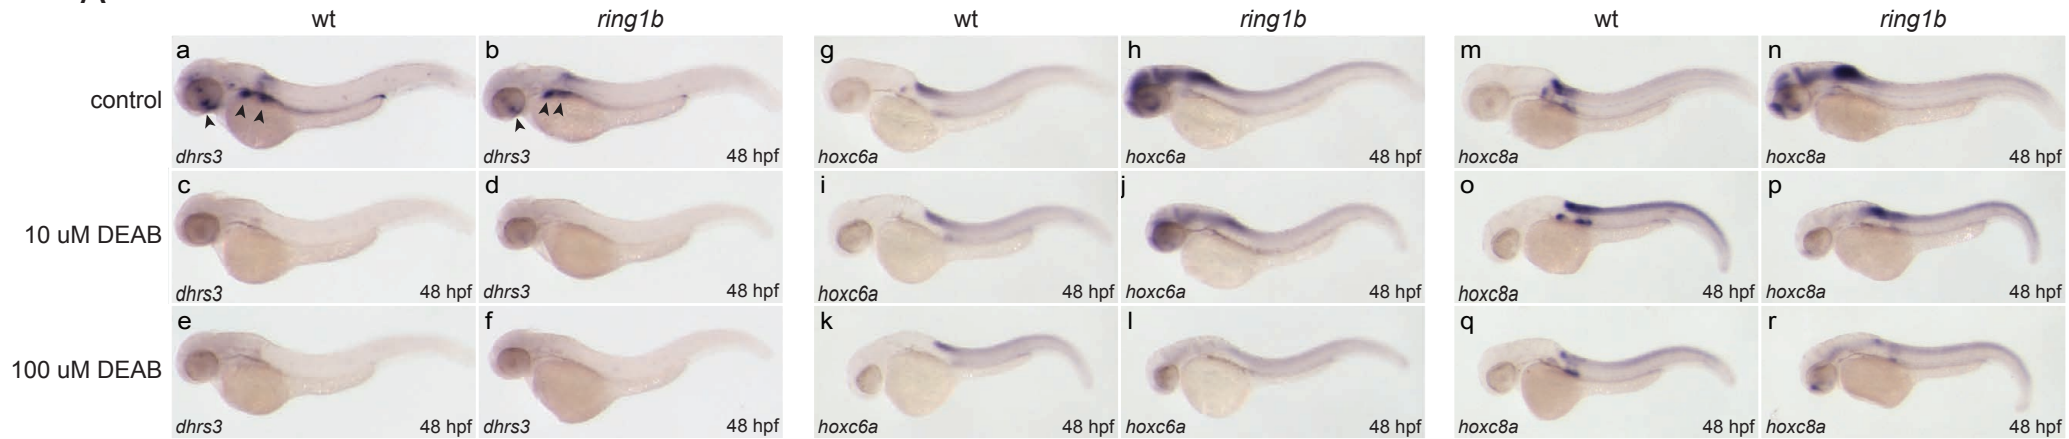 wt ring1b wt ring1b wt ring1b
control
a b g h m n
dhrs3 dhrs3 48 hpf hoxc6a hoxc6a 48 hpf hoxc8a hoxc8a 48 hpf
10 uM DEAB
c d i j o p
dhrs3 48 hpf dhrs3 48 hpf hoxc6a 48 hpf hoxc6a 48 hpf hoxc8a 48 hpf hoxc8a 48 hpf
100 uM DEAB
e f k l q r
dhrs3 48 hpf dhrs3 48 hpf hoxc6a 48 hpf hoxc6a 48 hpf hoxc8a 48 hpf hoxc8a 48 hpf